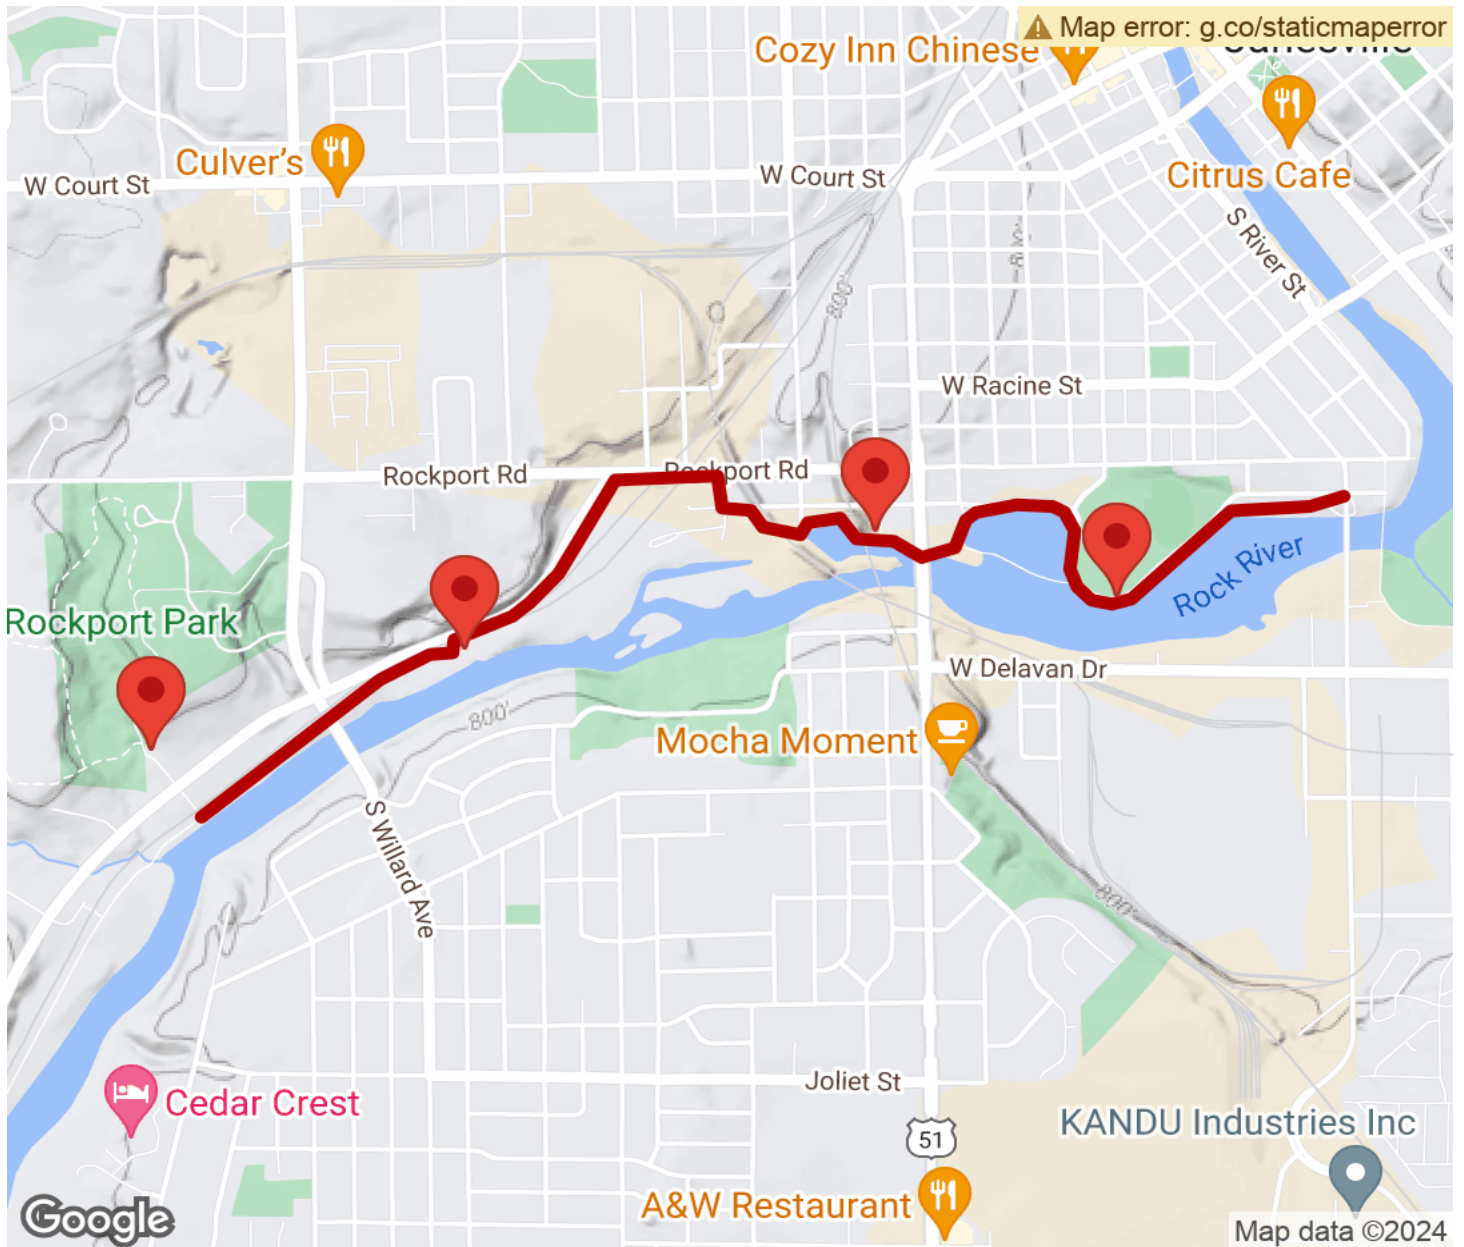 Map error: g.co/staticmaperror
Cozy Inn Chinese
Janesville
Culver's
W Court St
W Court St
Citrus Cafe
S River St
800'
W Racine St
Rockport Rd
Rockport Rd
Rock River
Rockport Park
W Delavan Dr
800'
Mocha Moment
S Willard Ave
800'
Joliet St
Cedar Crest
51
KANDU Industries Inc
A&W Restaurant
Google
Map data ©2024